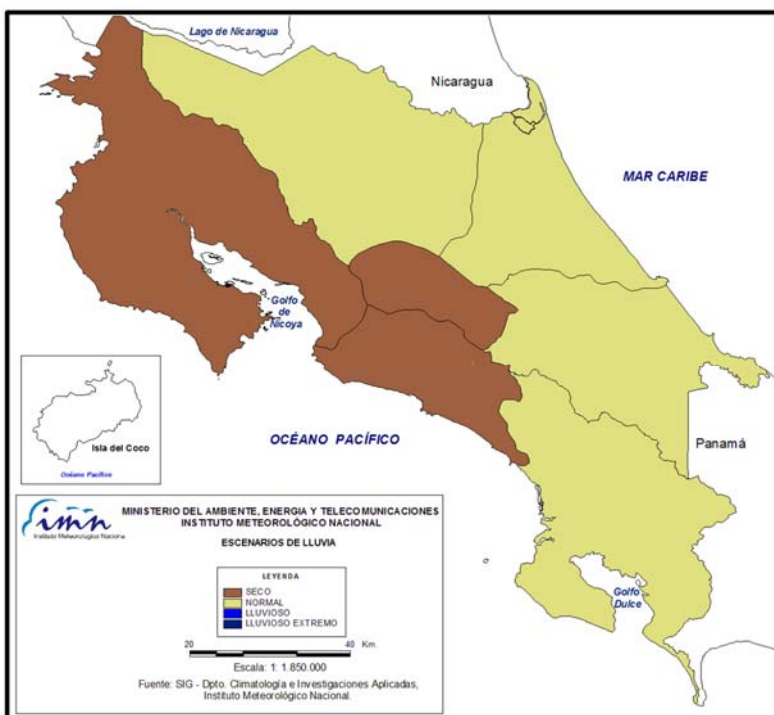 Lago de Nicaragua
Nicaragua
MAR CARIBE
Golfo
de
Nicoya
Isla del Coco
Océano Pacífico
OCÉANO PACÍFICO
Panamá
Golfo
Dulce
imn
Instituto Meteorológico Nacional
MINISTERIO DEL AMBIENTE, ENERGIA Y TELECOMUNICACIONES
INSTITUTO METEOROLÓGICO NACIONAL
ESCENARIOS DE LLUVIA
LEYENDA
SECO
NORMAL
LLUVIOSO
LLUVIOSO EXTREMO
20 40 Km.
Escala: 1: 1.850.000
Fuente: SIG - Dpto. Climatología e Investigaciones Aplicadas,
Instituto Meteorológico Nacional.